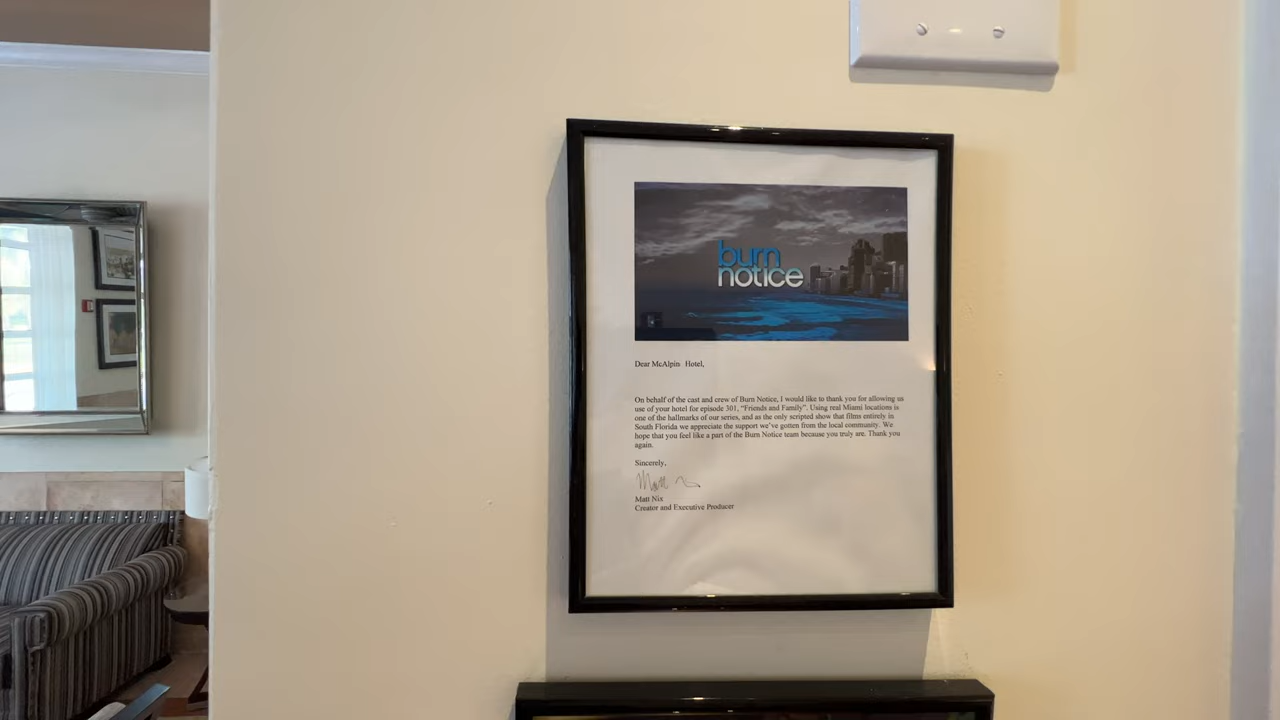 burn
notice
Dear McAlpin Hotel,
On behalf of the cast and crew of Burn Notice, I would like to thank you for allowing us
use of your hotel for episode 301, “Friends and Family”. Using real Miami locations is
one of the hallmarks of our series, and as the only scripted show that films entirely in
South Florida we appreciate the support we’ve gotten from the local community. We
hope that you feel like a part of the Burn Notice team because you truly are. Thank you
again.
Sincerely,
Matt Nix
Creator and Executive Producer